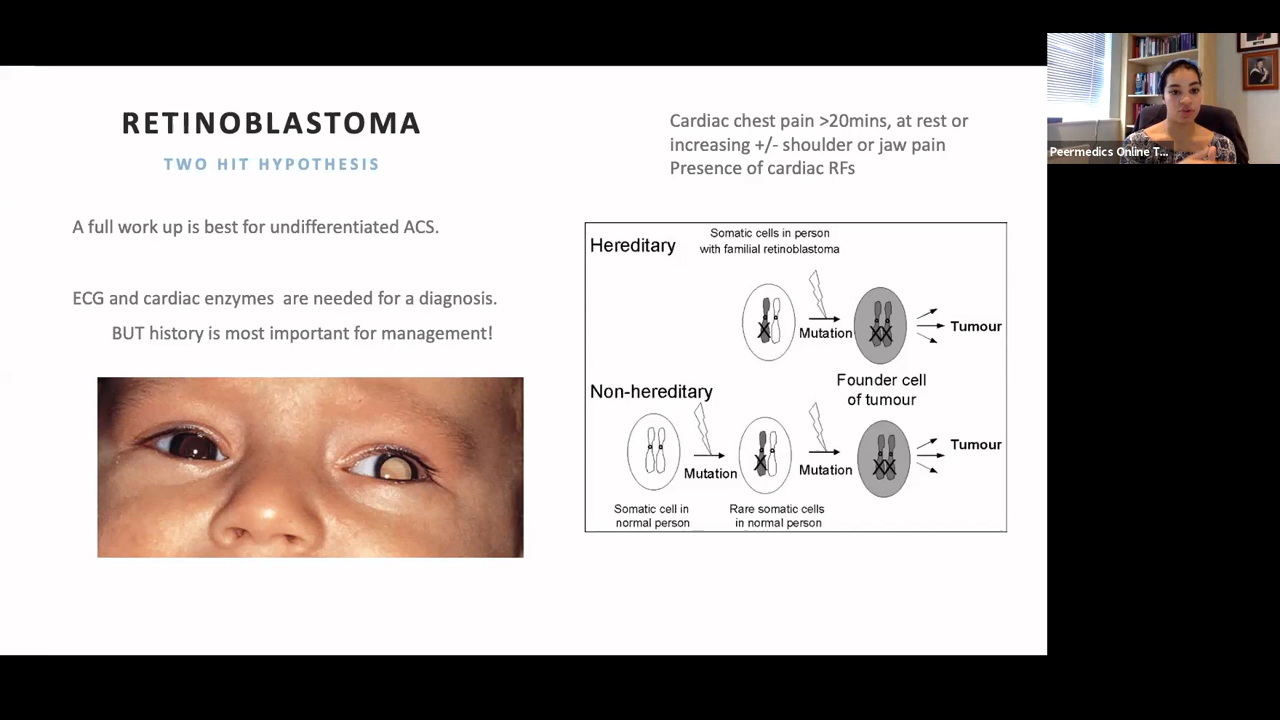 RETINOBLASTOMA
TWO HIT HYPOTHESIS
A full work up is best for undifferentiated ACS.
ECG and cardiac enzymes  are needed for a diagnosis.
BUT history is most important for management!
Cardiac chest pain >20mins, at rest or
increasing +/- shoulder or jaw pain
Presence of cardiac RFs
Hereditary
Somatic cells in person
with familial retinoblastoma
Mutation
Tumour
Founder cell
of tumour
Non-hereditary
Mutation
Mutation
Tumour
Somatic cell in
normal person
Rare somatic cells
in normal person
Peermedics Online T...